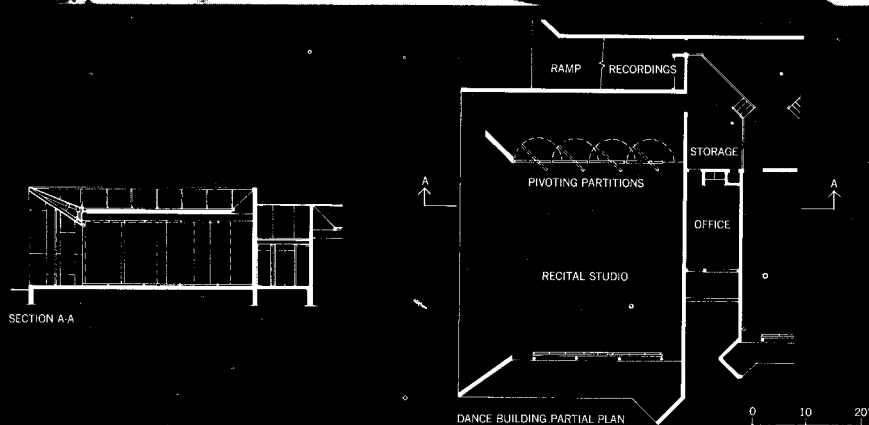 RAMP
RECORDINGS
STORAGE
PIVOTING PARTITIONS
A
A
OFFICE
RECITAL STUDIO
SECTION A-A
DANCE BUILDING PARTIAL PLAN
0 10 20'